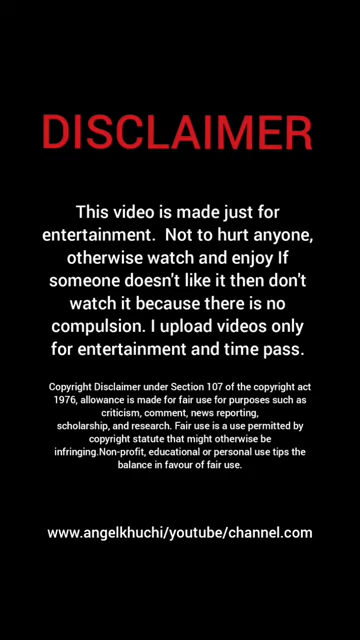 DISCLAIMER
This video is made just for
entertainment. Not to hurt anyone,
otherwise watch and enjoy If
someone doesn't like it then don't
watch it because there is no
compulsion. I upload videos only
for entertainment and time pass.
Copyright Disclaimer under Section 107 of the copyright act
1976, allowance is made for fair use for purposes such as
criticism, comment, news reporting,
scholarship, and research. Fair use is a use permitted by
copyright statute that might otherwise be
infringing.Non-profit, educational or personal use tips the
balance in favour of fair use.
www.angelkhuchi/youtube/channel.com